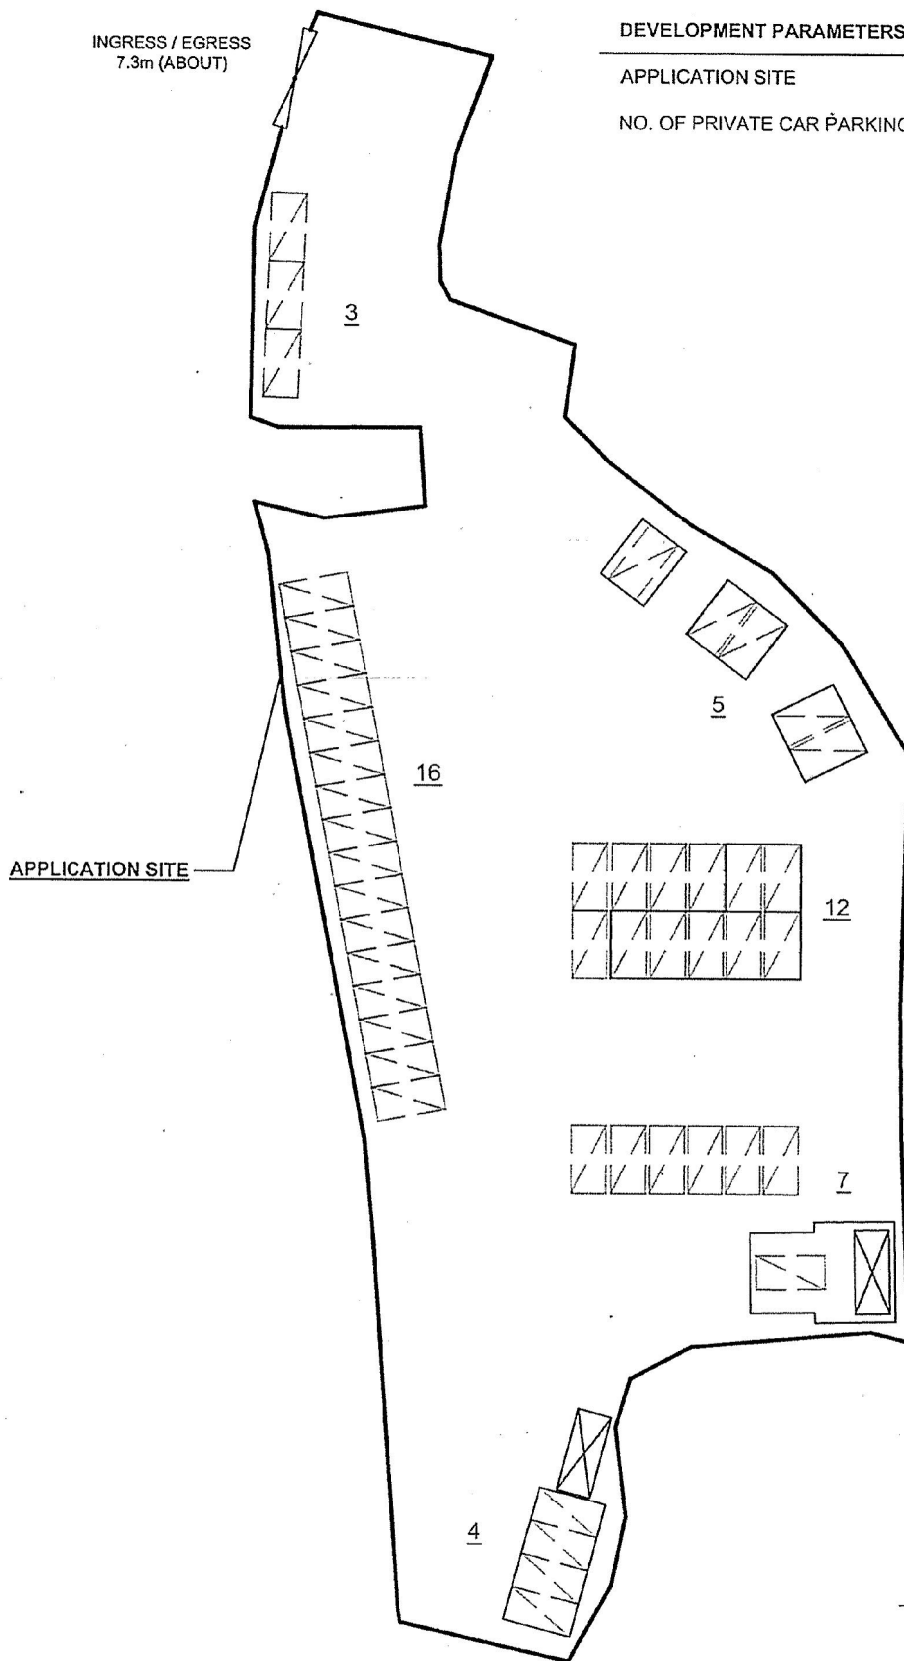 INGRESS / EGRESS
7.3m (ABOUT)
DEVELOPMENT PARAMETERS
APPLICATION SITE
NO. OF PRIVATE CAR PARKING
3
5
16
APPLICATION SITE
12
7
4